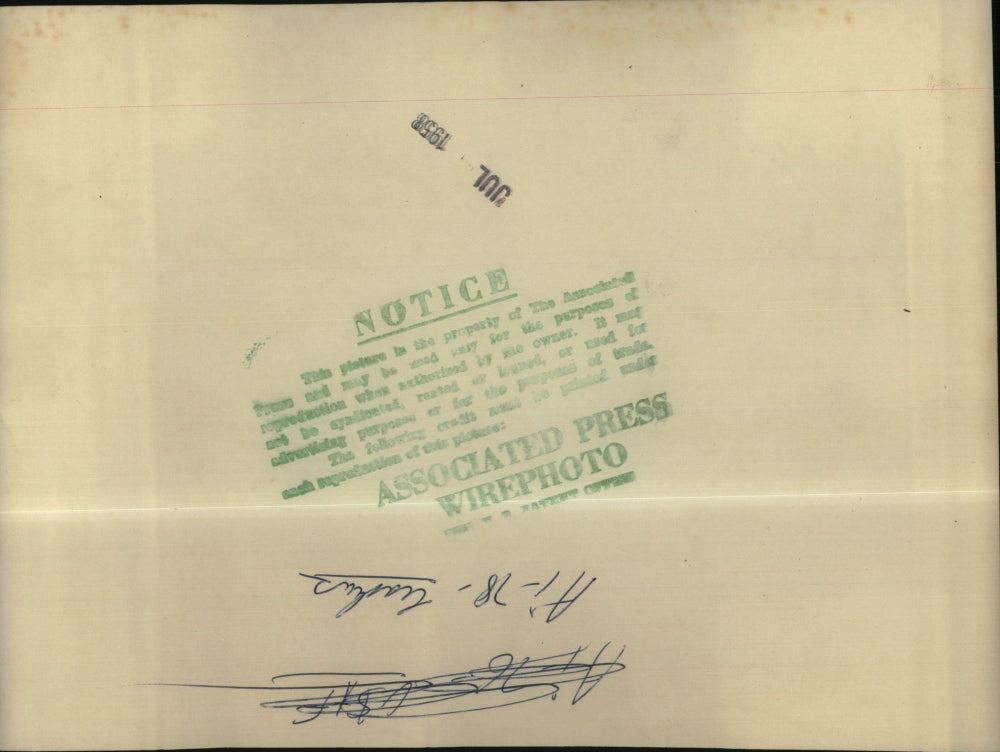 JUL 1958
NOTICE
This picture is the property of The Associated
Press and may be used only for the purposes of
reproduction when authorized by the owner. It may
not be syndicated, rented or loaned, or used for
advertising purposes or for the purposes of trade.
The following credit must be printed under
each reproduction of this picture:
ASSOCIATED PRESS
WIREPHOTO
PATENT OFFICE